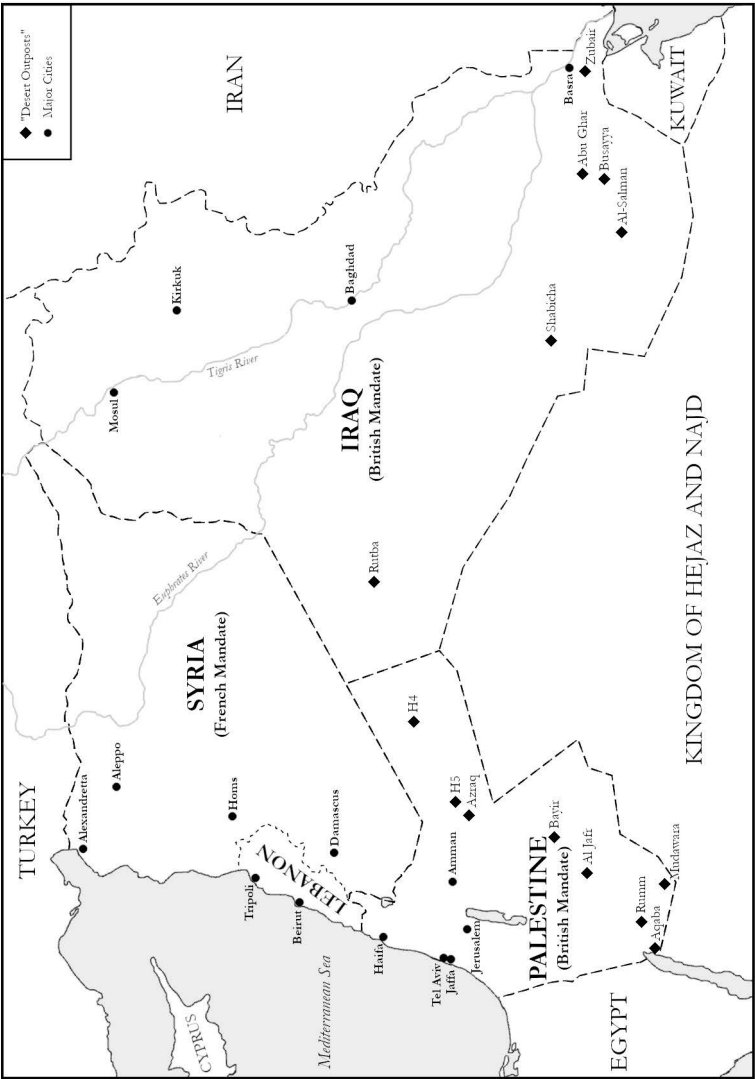 "Desert Outposts"
Major Cities
TURKEY
IRAN
Alexandretta
Aleppo
Mosul
Kirkuk
Euphrates River
Tigris River
CYPRUS
Tripoli
Homs
SYRIA
(French Mandate)
LEBANON
Beirut
Damascus
Baghdad
IRAQ
(British Mandate)
Mediterranean Sea
Haifa
Rutba
H4
Tel Aviv
Jaffa
Amman
H5
Azraq
Jerusalem
PALESTINE
(British Mandate)
Bayir
Al Jafr
Shabicha
Basra
Zubair
Abu Ghar
Busayya
Al-Salman
KUWAIT
EGYPT
Rumm
Aqaba
Mudawara
KINGDOM OF HEJAZ AND NAJD